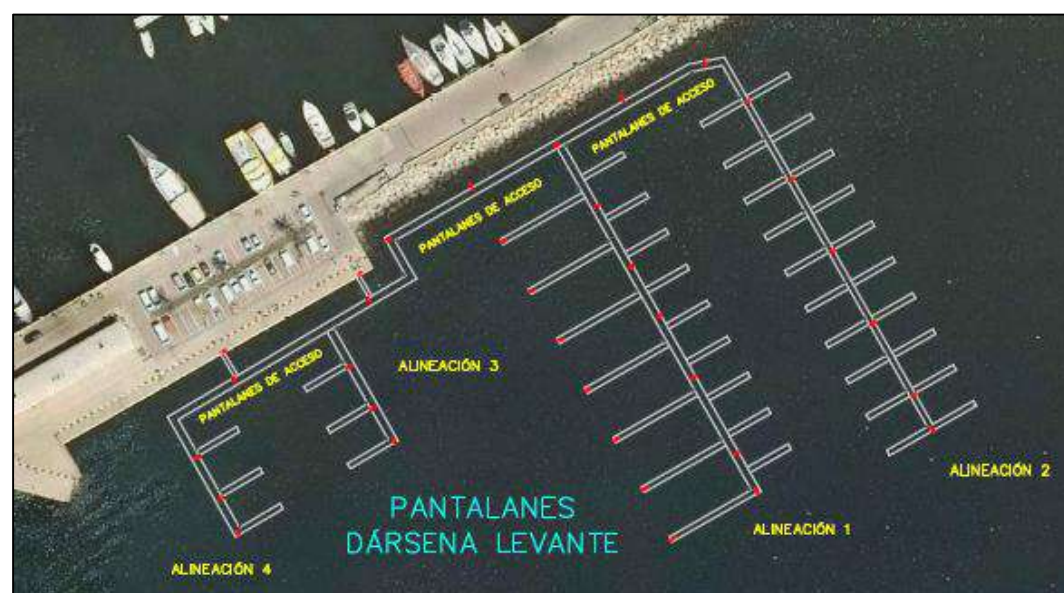 PANTALANES DE ACCESO
PANTALANES DE ACCESO
PANTALANES DE ACCESO
ALINEACIÓN 3
ALINEACIÓN 2
PANTALANES
DÁRSENA LEVANTE
ALINEACIÓN 1
ALINEACIÓN 4